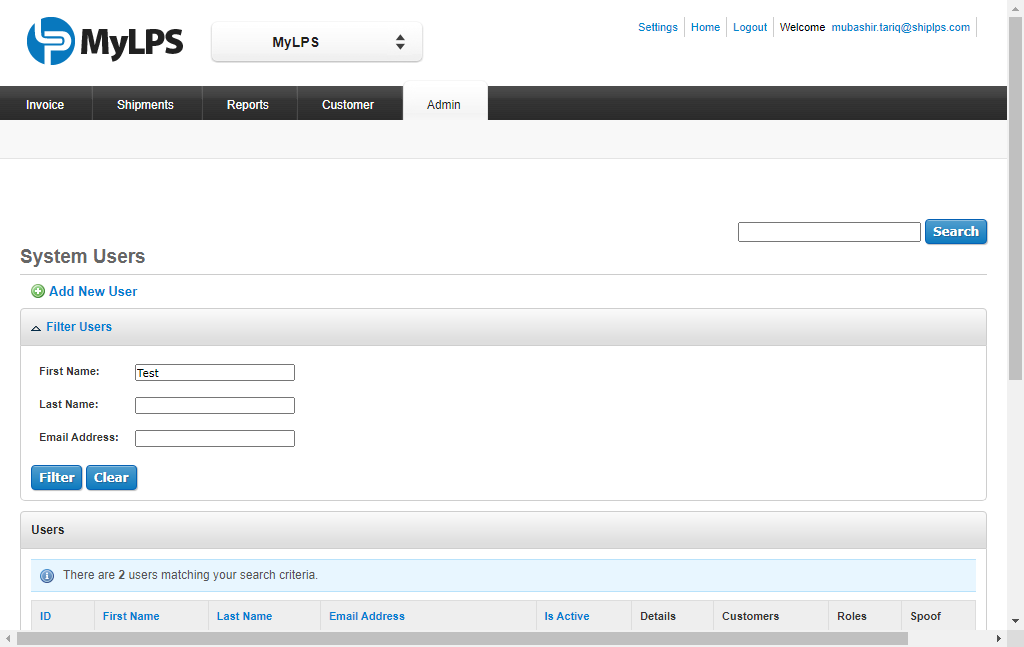 MyLPS
MyLPS
Settings Home Logout Welcome mubashir.tariq@shiplps.com
Invoice Shipments Reports Customer Admin
Search
System Users
Add New User
Filter Users
First Name: Test
Last Name:
Email Address:
Filter Clear
Users
There are 2 users matching your search criteria.
ID First Name Last Name Email Address Is Active Details Customers Roles Spoof